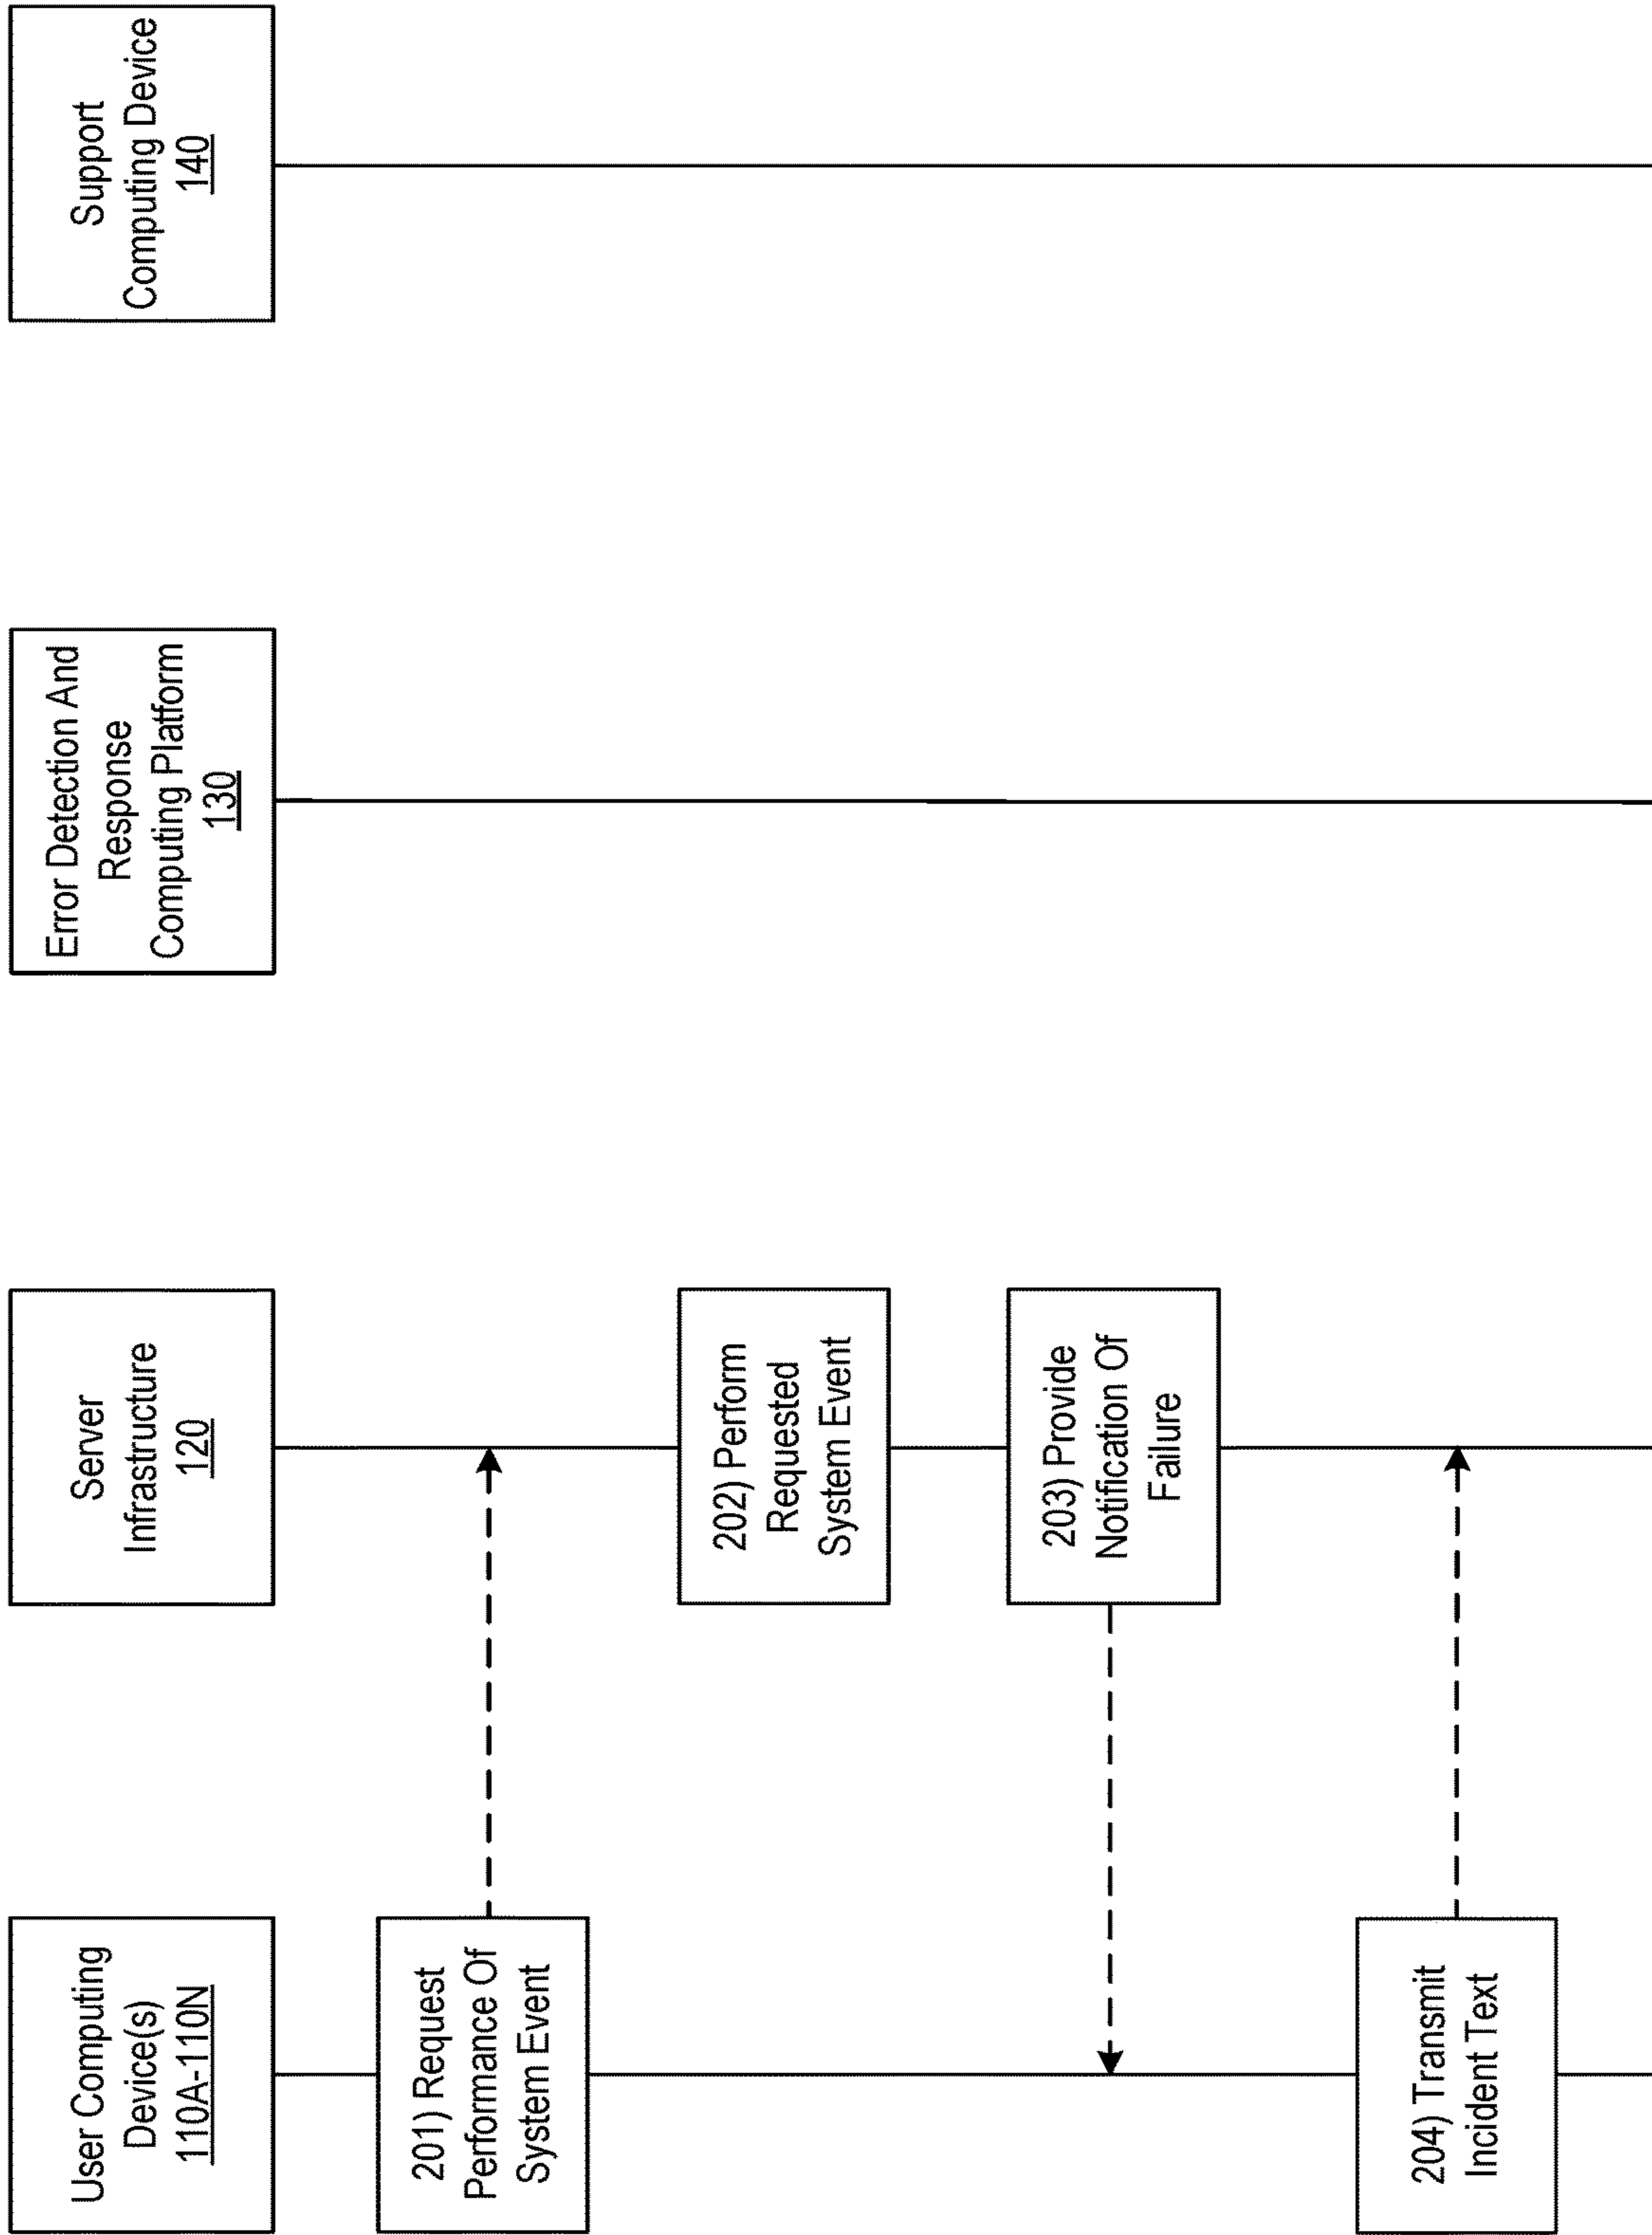 User Computing
Device(s)
110A-110N
Server
Infrastructure
120
Error Detection And
Response
Computing Platform
130
Support
Computing Device
140
201) Request
Performance Of
System Event
202) Perform
Requested
System Event
203) Provide
Notification Of
Failure
204) Transmit
Incident Text